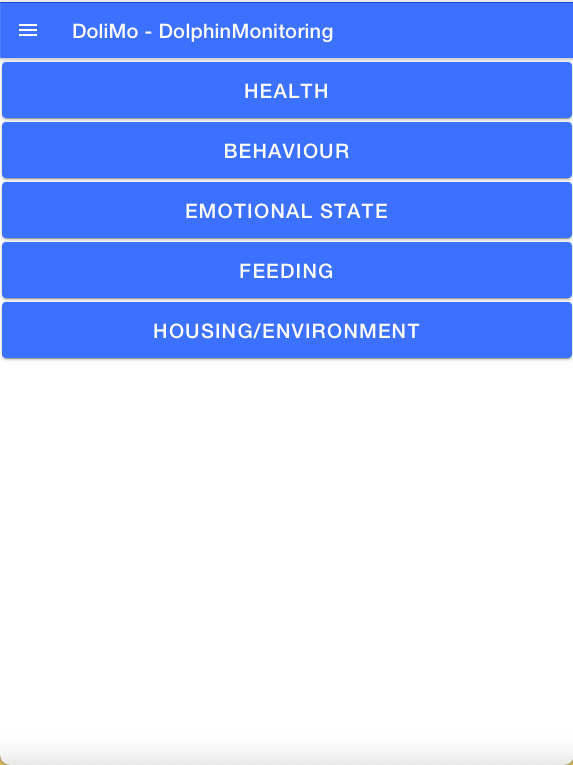 DoliMo - DolphinMonitoring
HEALTH
BEHAVIOUR
EMOTIONAL STATE
FEEDING
HOUSING/ENVIRONMENT